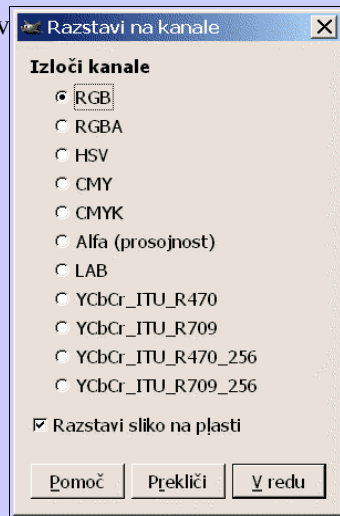 V
Razstavi na kanale
Izloči kanale
RGB
RGBA
HSV
CMY
CMYK
Alfa (prosojnost)
LAB
YCbCr_ITU_R470
YCbCr_ITU_R709
YCbCr_ITU_R470_256
YCbCr_ITU_R709_256
Razstavi sliko na plasti
Pomoč Prekliči V redu